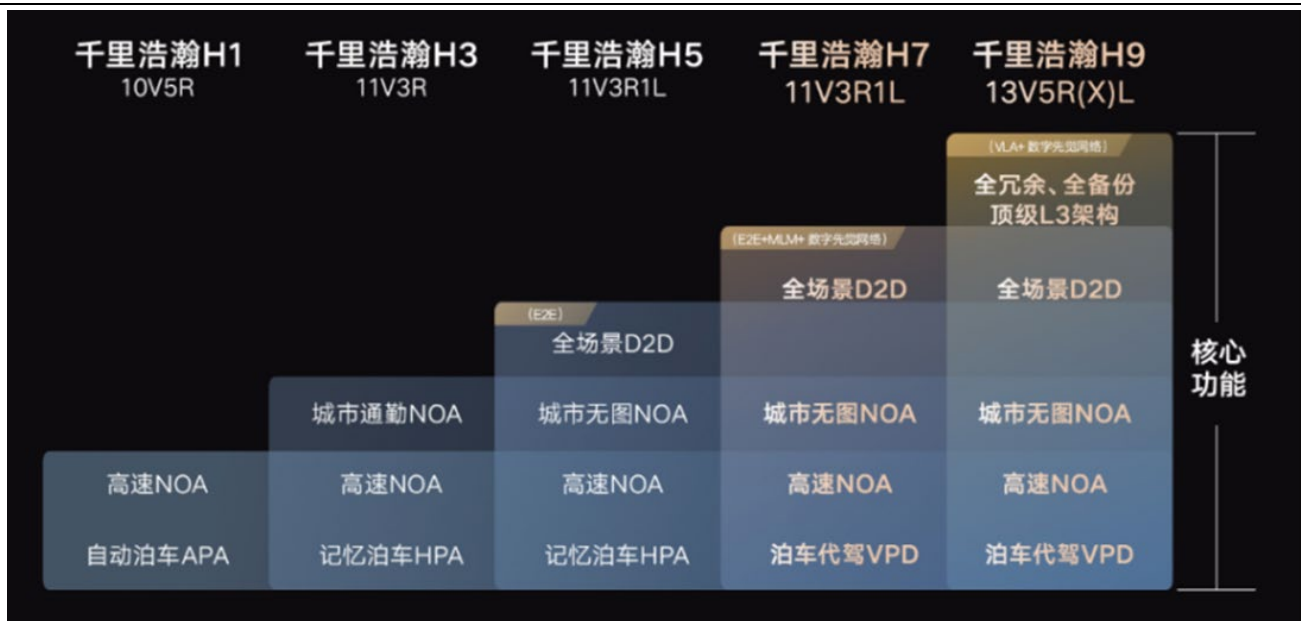 千里浩瀚H1
10V5R
千里浩瀚H3
11V3R
千里浩瀚H5
11V3R1L
千里浩瀚H7
11V3R1L
千里浩瀚H9
13V5R(X)L
(VLA+数字先觉网络)
全冗余、全备份
顶级L3架构
(E2E+MLM+数字先觉网络)
全场景D2D
全场景D2D
(E2E)
全场景D2D
核心
功能
城市通勤NOA
城市无图NOA
城市无图NOA
城市无图NOA
高速NOA
高速NOA
高速NOA
高速NOA
高速NOA
自动泊车APA
记忆泊车HPA
记忆泊车HPA
泊车代驾VPD
泊车代驾VPD